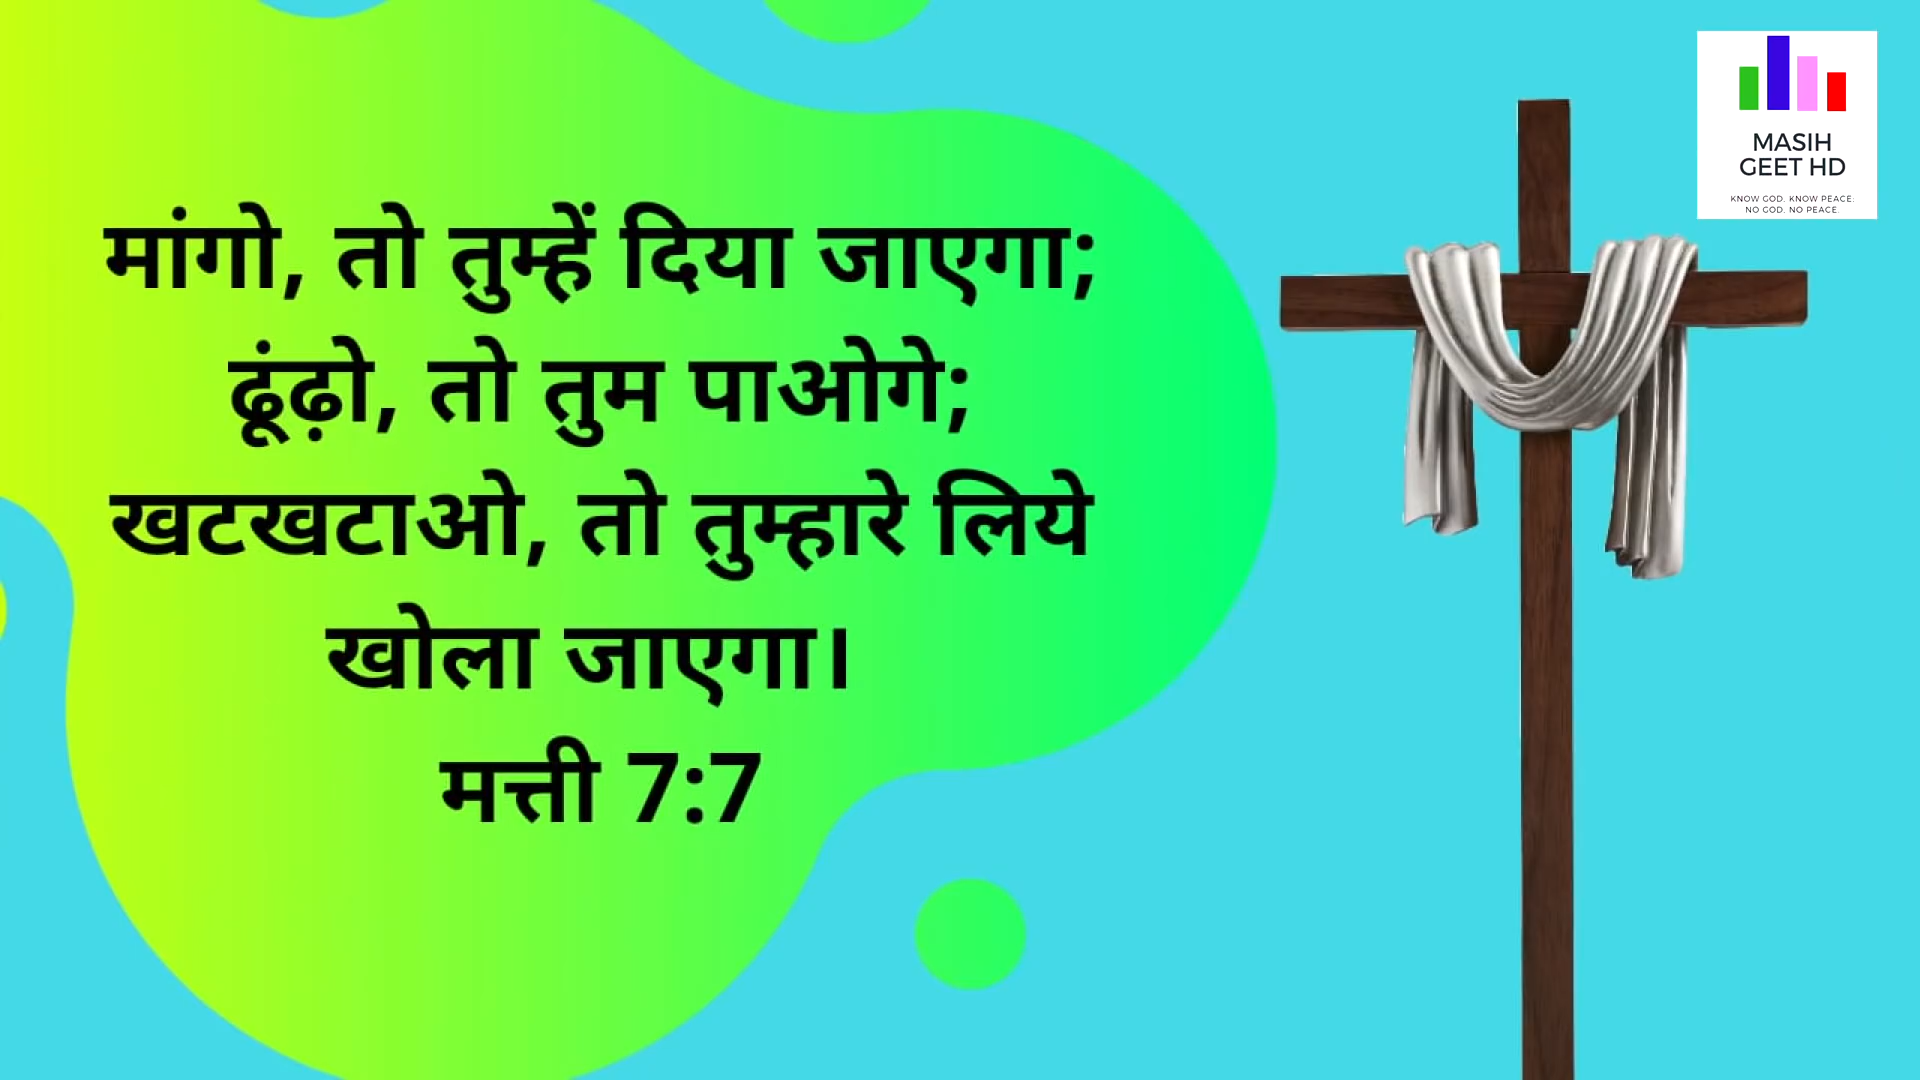 मांगो, तो तुम्हें दिया जाएगा;
ढूंढ़ो, तो तुम पाओगे;
खटखटाओ, तो तुम्हारे लिये
खोला जाएगा।
मत्ती 7:7
MASIH
GEET HD
KNOW GOD. KNOW PEACE:
NO GOD. NO PEACE.